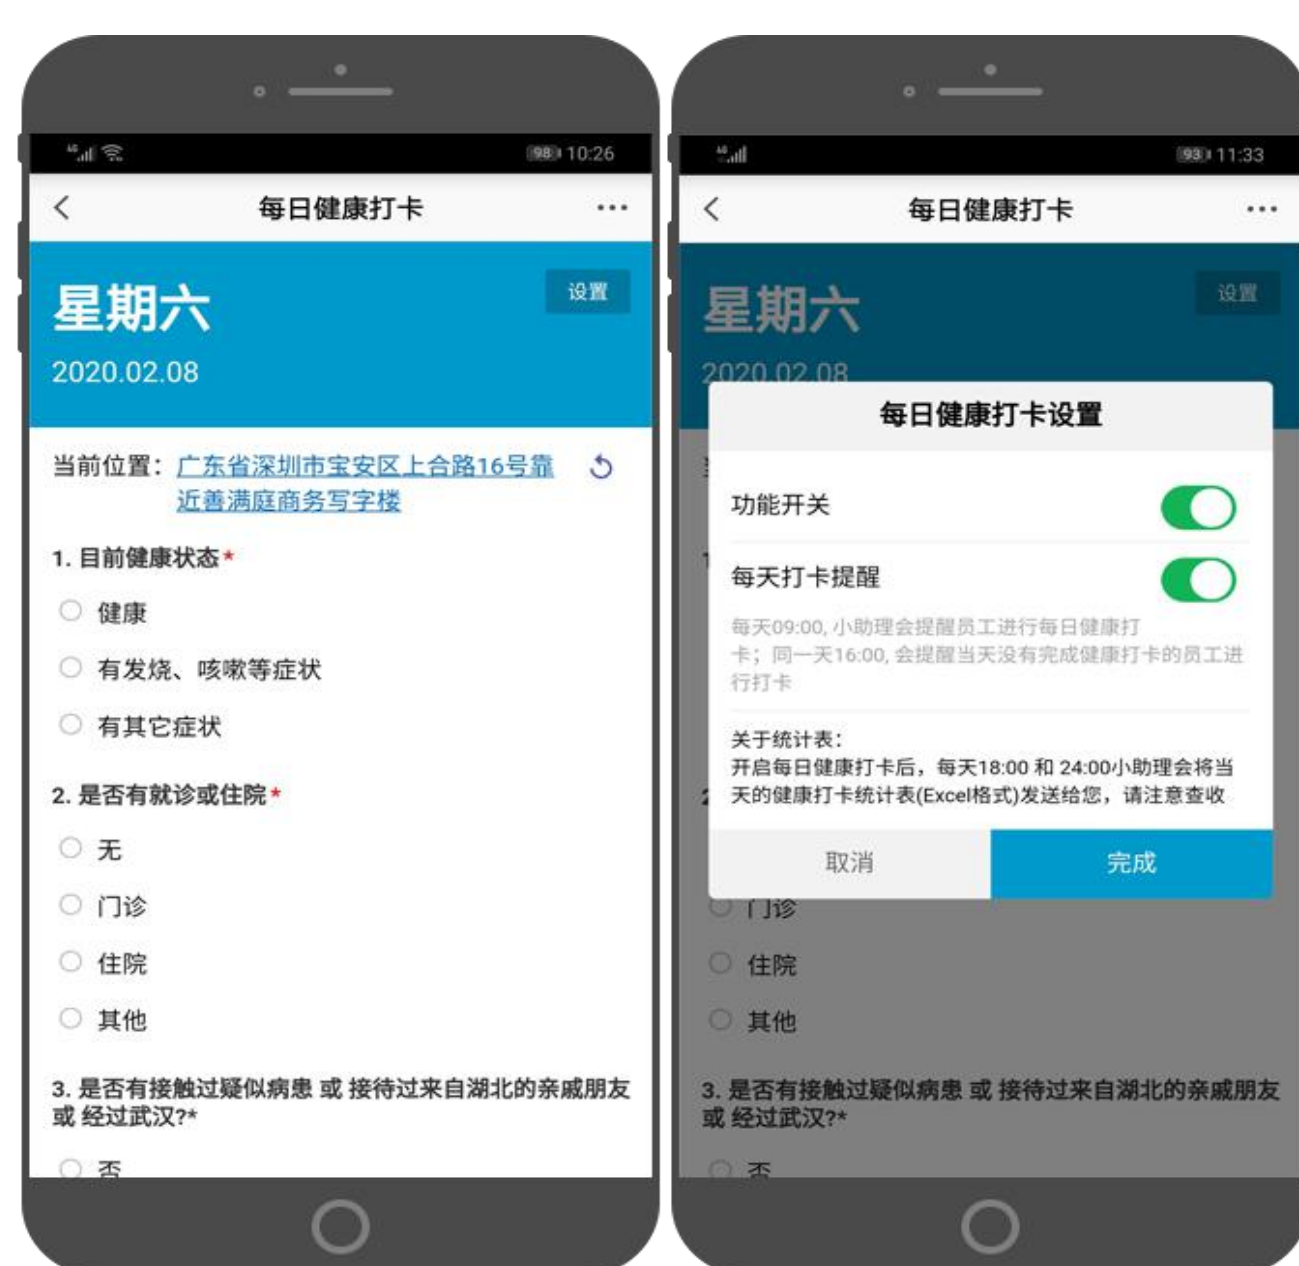 4G 98 10:26
每日健康打卡
星期六
设置
2020.02.08
当前位置：广东省深圳市宝安区上合路16号靠
近善满庭商务写字楼
1. 目前健康状态*
健康
有发烧、咳嗽等症状
有其它症状
2. 是否有就诊或住院*
无
门诊
住院
其他
3. 是否有接触过疑似病患 或 接待过来自湖北的亲戚朋友
或 经过武汉?*
否
4G 93 11:33
每日健康打卡
星期六
设置
2020.02.08
每日健康打卡设置
功能开关
每天打卡提醒
每天09:00, 小助理会提醒员工进行每日健康打
卡；同一天16:00, 会提醒当天没有完成健康打卡的员工进
行打卡
关于统计表：
开启每日健康打卡后，每天18:00 和 24:00小助理会将当
天的健康打卡统计表(Excel格式)发送给您，请注意查收
取消
完成
门诊
住院
其他
3. 是否有接触过疑似病患 或 接待过来自湖北的亲戚朋友
或 经过武汉?*
否